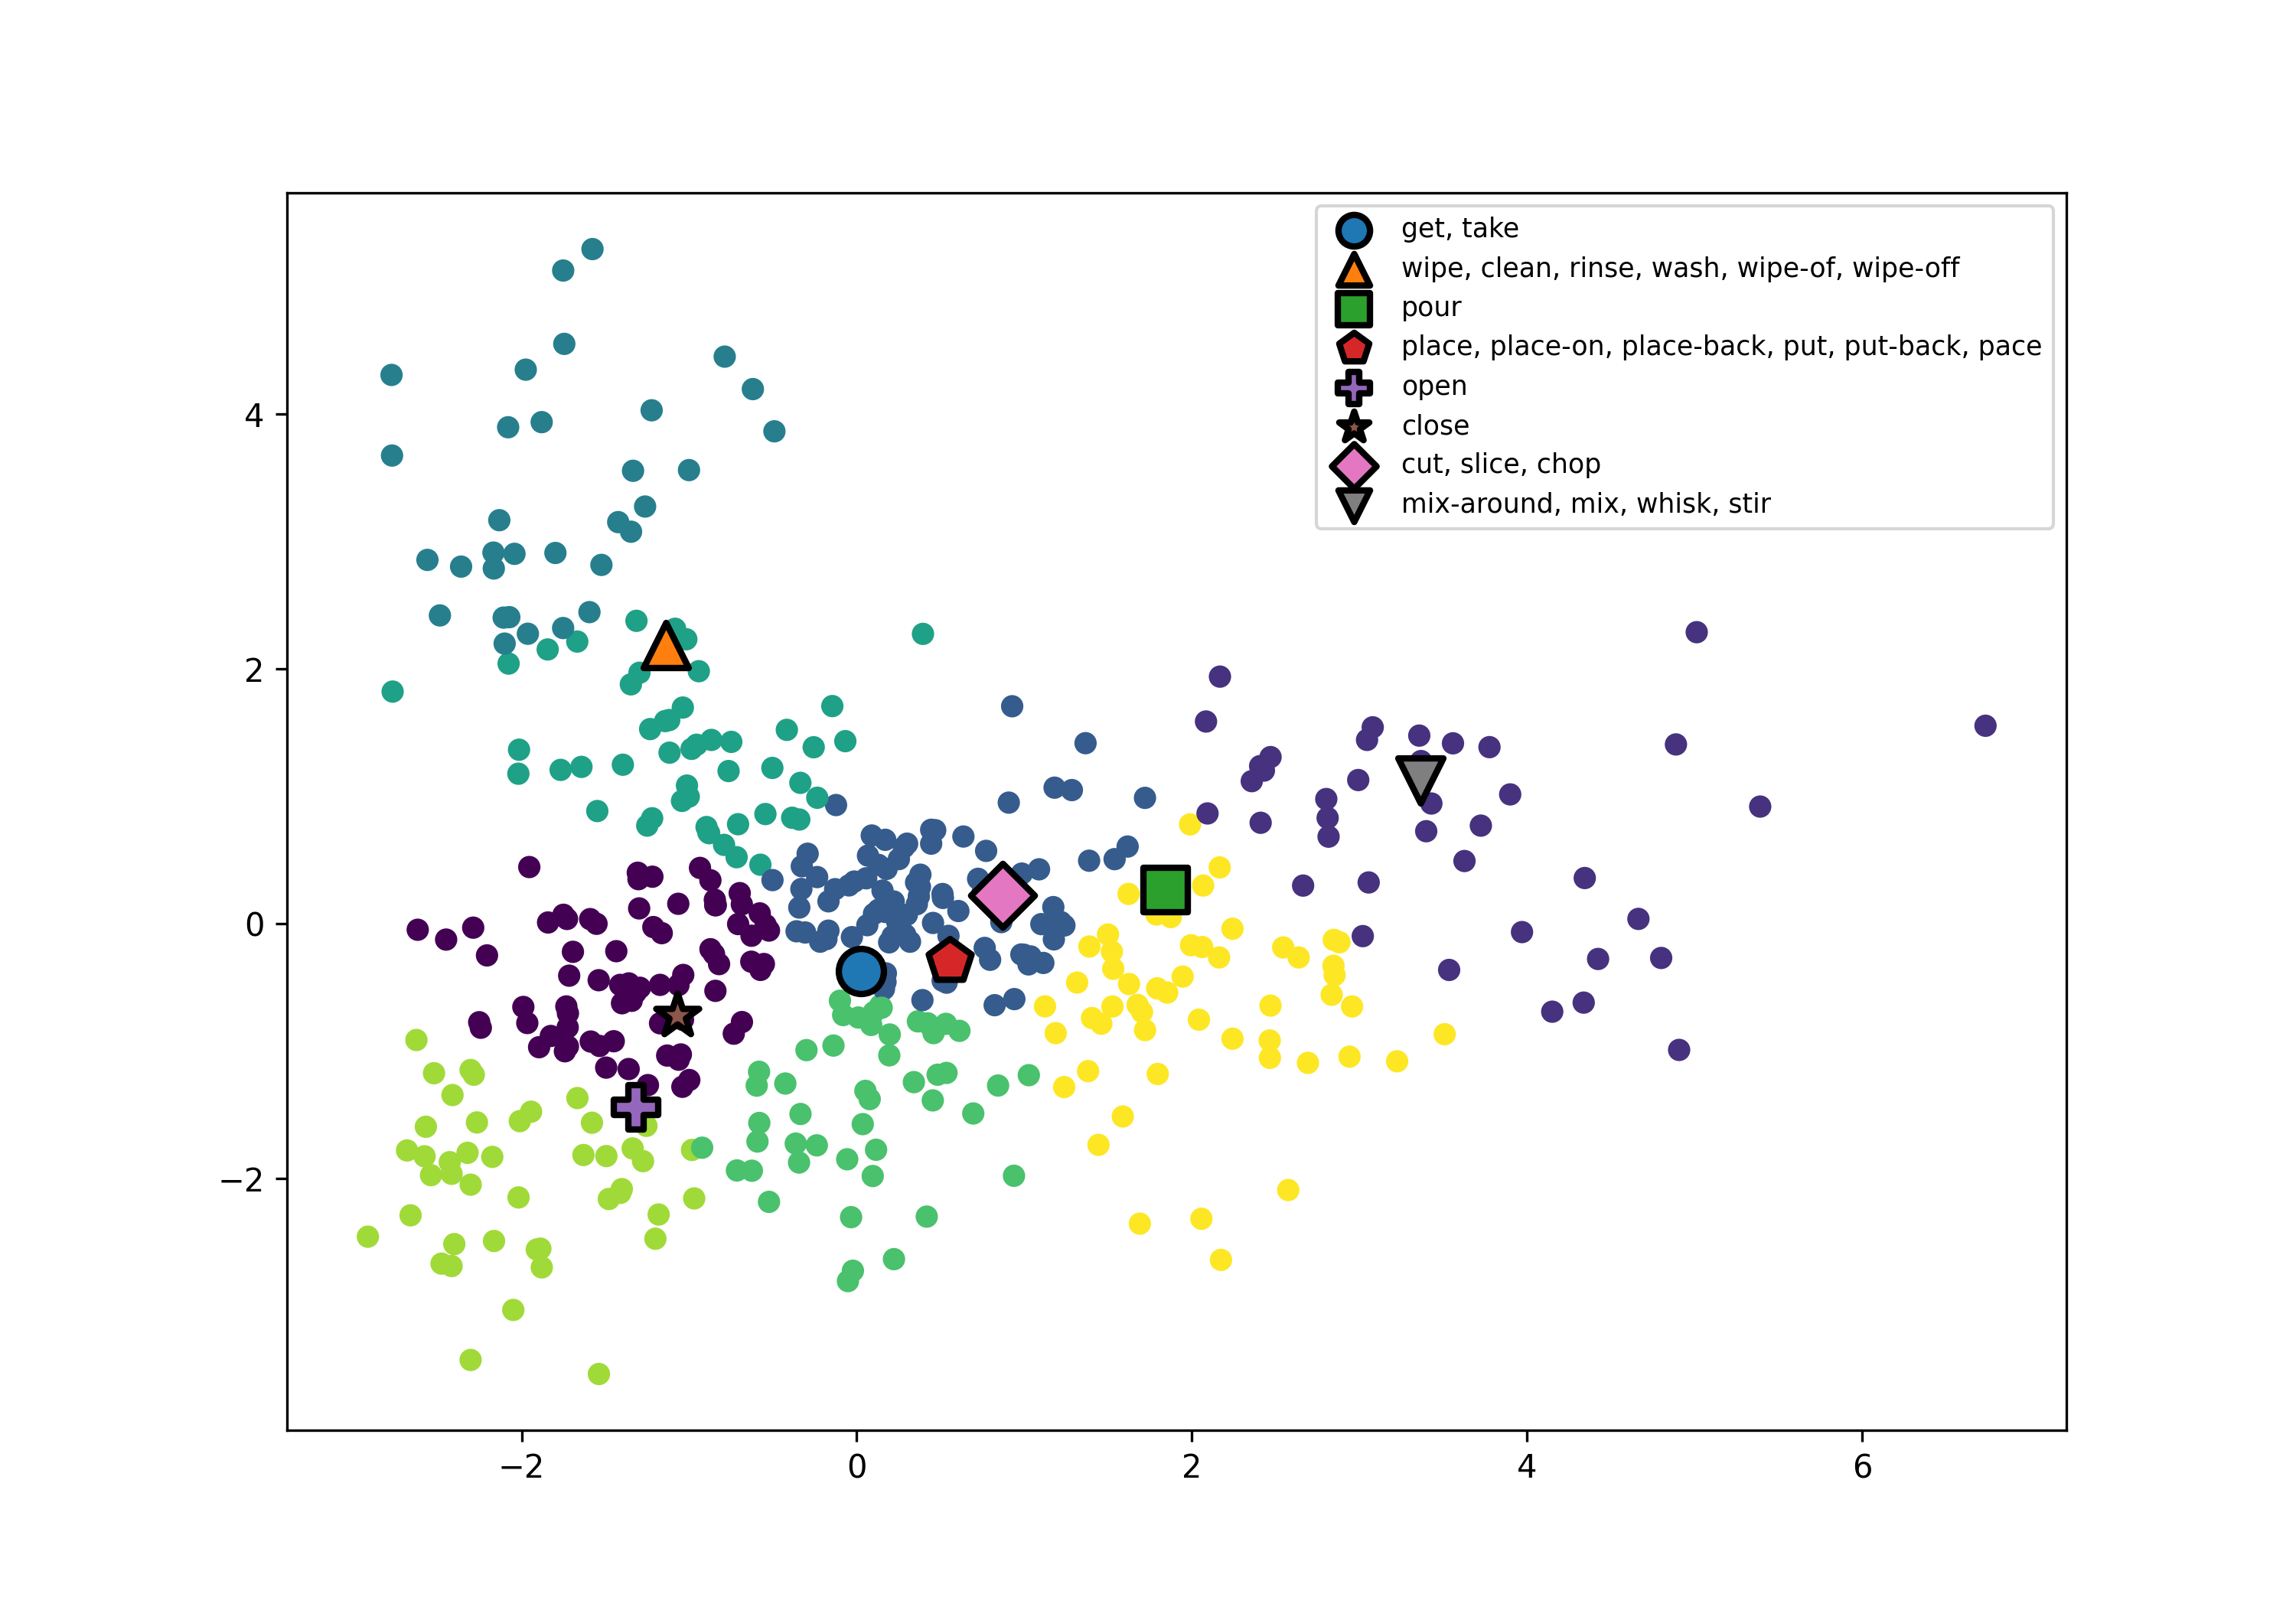 get, take
wipe, clean, rinse, wash, wipe-of, wipe-off
pour
place, place-on, place-back, put, put-back, pace
open
close
cut, slice, chop
mix-around, mix, whisk, stir
4
2
0
−2
−2 0 2 4 6